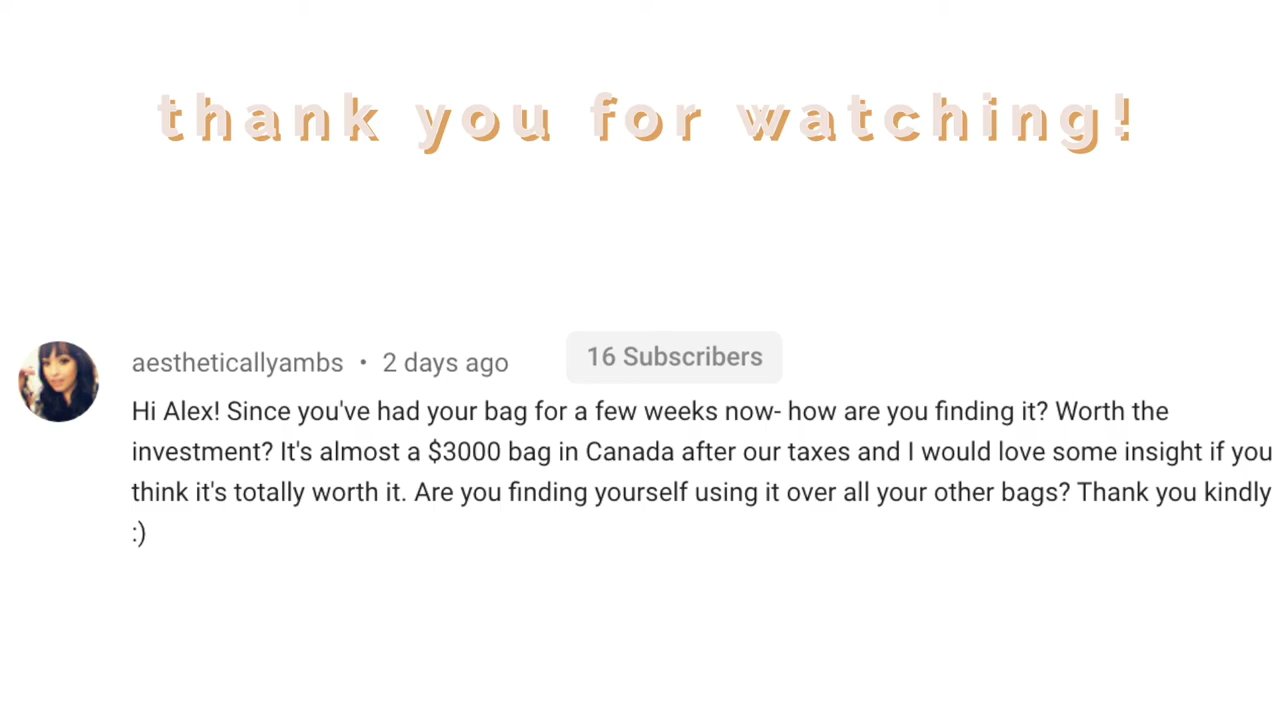 thank you for watching!
aestheticallyambs • 2 days ago 16 Subscribers
Hi Alex! Since you've had your bag for a few weeks now- how are you finding it? Worth the
investment? It's almost a $3000 bag in Canada after our taxes and I would love some insight if you
think it's totally worth it. Are you finding yourself using it over all your other bags? Thank you kindly
:)